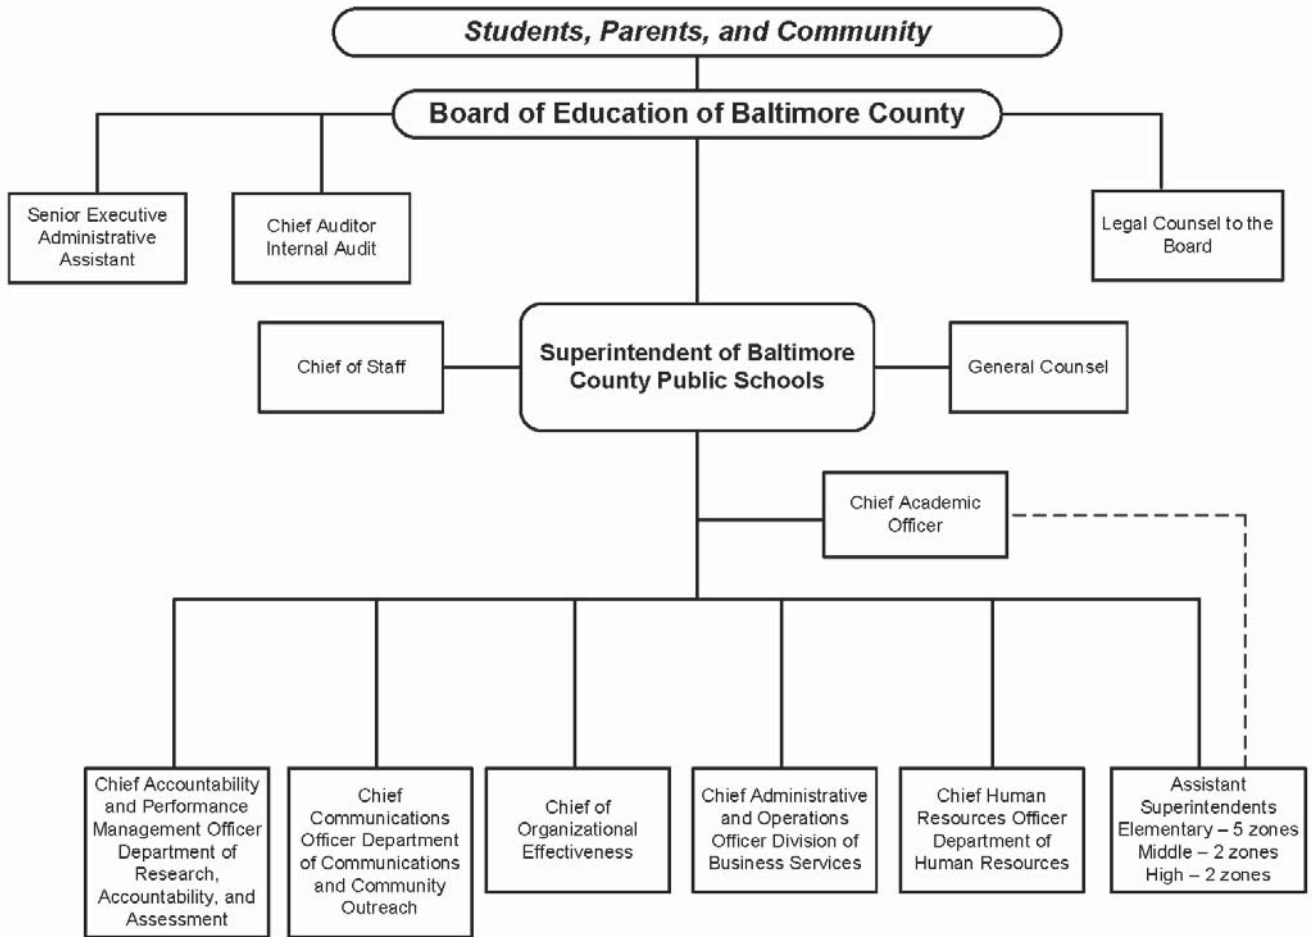 Students, Parents, and Community
Board of Education of Baltimore County
Senior Executive
Administrative
Assistant
Chief Auditor
Internal Audit
Legal Counsel to the
Board
Chief of Staff
Superintendent of Baltimore
County Public Schools
General Counsel
Chief Academic
Officer
Chief Accountability
and Performance
Management Officer
Department of
Research,
Accountability, and
Assessment
Chief
Communications
Officer Department
of Communications
and Community
Outreach
Chief of
Organizational
Effectiveness
Chief Administrative
and Operations
Officer Division of
Business Services
Chief Human
Resources Officer
Department of
Human Resources
Assistant
Superintendents
Elementary – 5 zones
Middle – 2 zones
High – 2 zones